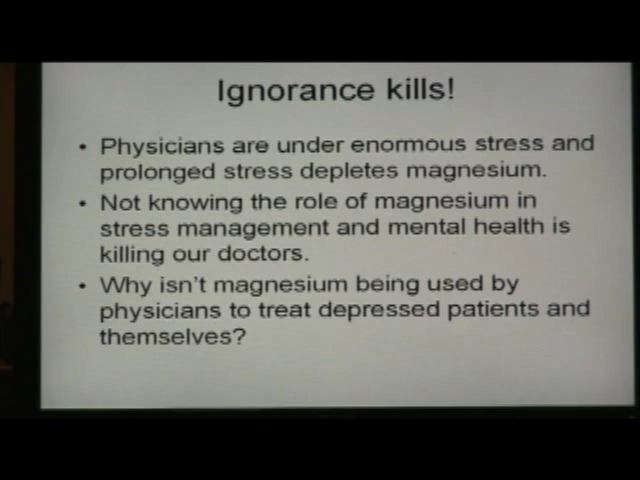 Ignorance kills!
• Physicians are under enormous stress and
prolonged stress depletes magnesium.
• Not knowing the role of magnesium in
stress management and mental health is
killing our doctors.
• Why isn't magnesium being used by
physicians to treat depressed patients and
themselves?